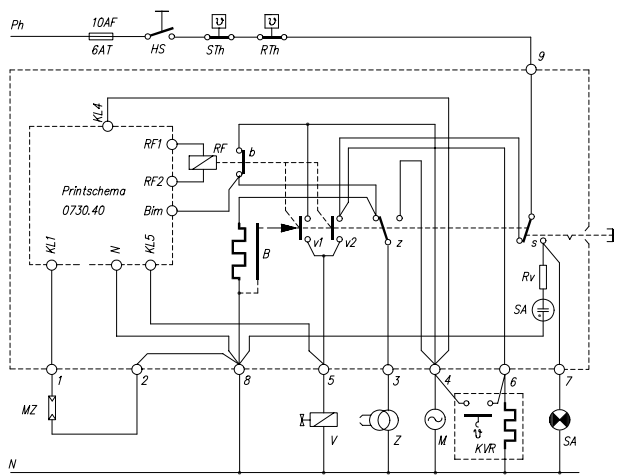 Ph
10AF
6AT
HS
STh
RTh
9
KL4
RF1
RF
b
Printschema
0730.40
RF2
Bim
KL1
N
KL5
B
v1
v2
z
s
Rv
SA
1
2
8
5
3
4
6
7
MZ
V
Z
M
KVR
SA
N